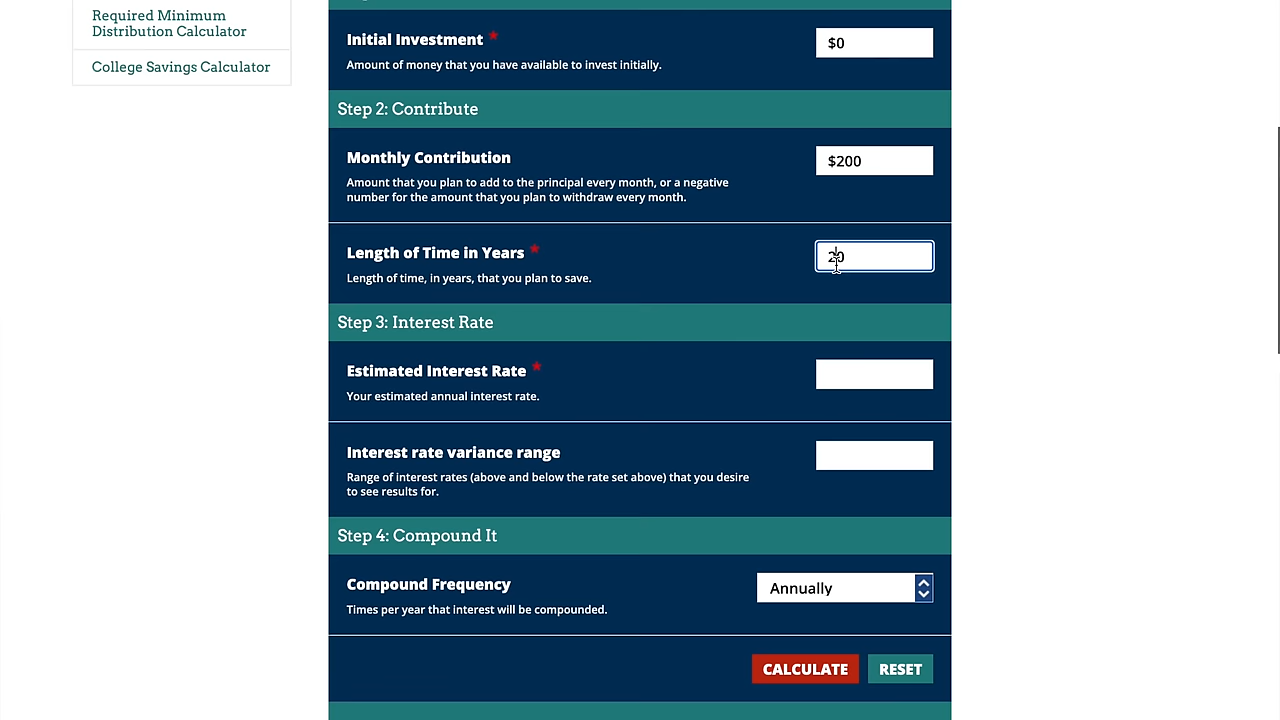 Required Minimum
Distribution Calculator
College Savings Calculator
Initial Investment *
$0
Amount of money that you have available to invest initially.
Step 2: Contribute
Monthly Contribution
$200
Amount that you plan to add to the principal every month, or a negative
number for the amount that you plan to withdraw every month.
Length of Time in Years *
20
Length of time, in years, that you plan to save.
Step 3: Interest Rate
Estimated Interest Rate *
Your estimated annual interest rate.
Interest rate variance range
Range of interest rates (above and below the rate set above) that you desire
to see results for.
Step 4: Compound It
Compound Frequency
Annually
Times per year that interest will be compounded.
CALCULATE
RESET